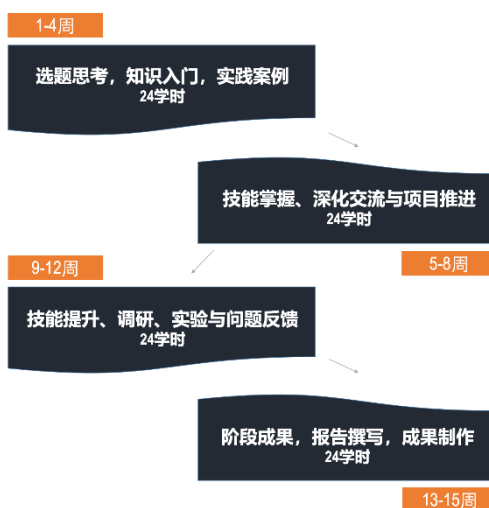 1-4周
选题思考，知识入门，实践案例
24学时
技能掌握、深化交流与项目推进
24学时
5-8周
9-12周
技能提升、调研、实验与问题反馈
24学时
阶段成果，报告撰写，成果制作
24学时
13-15周